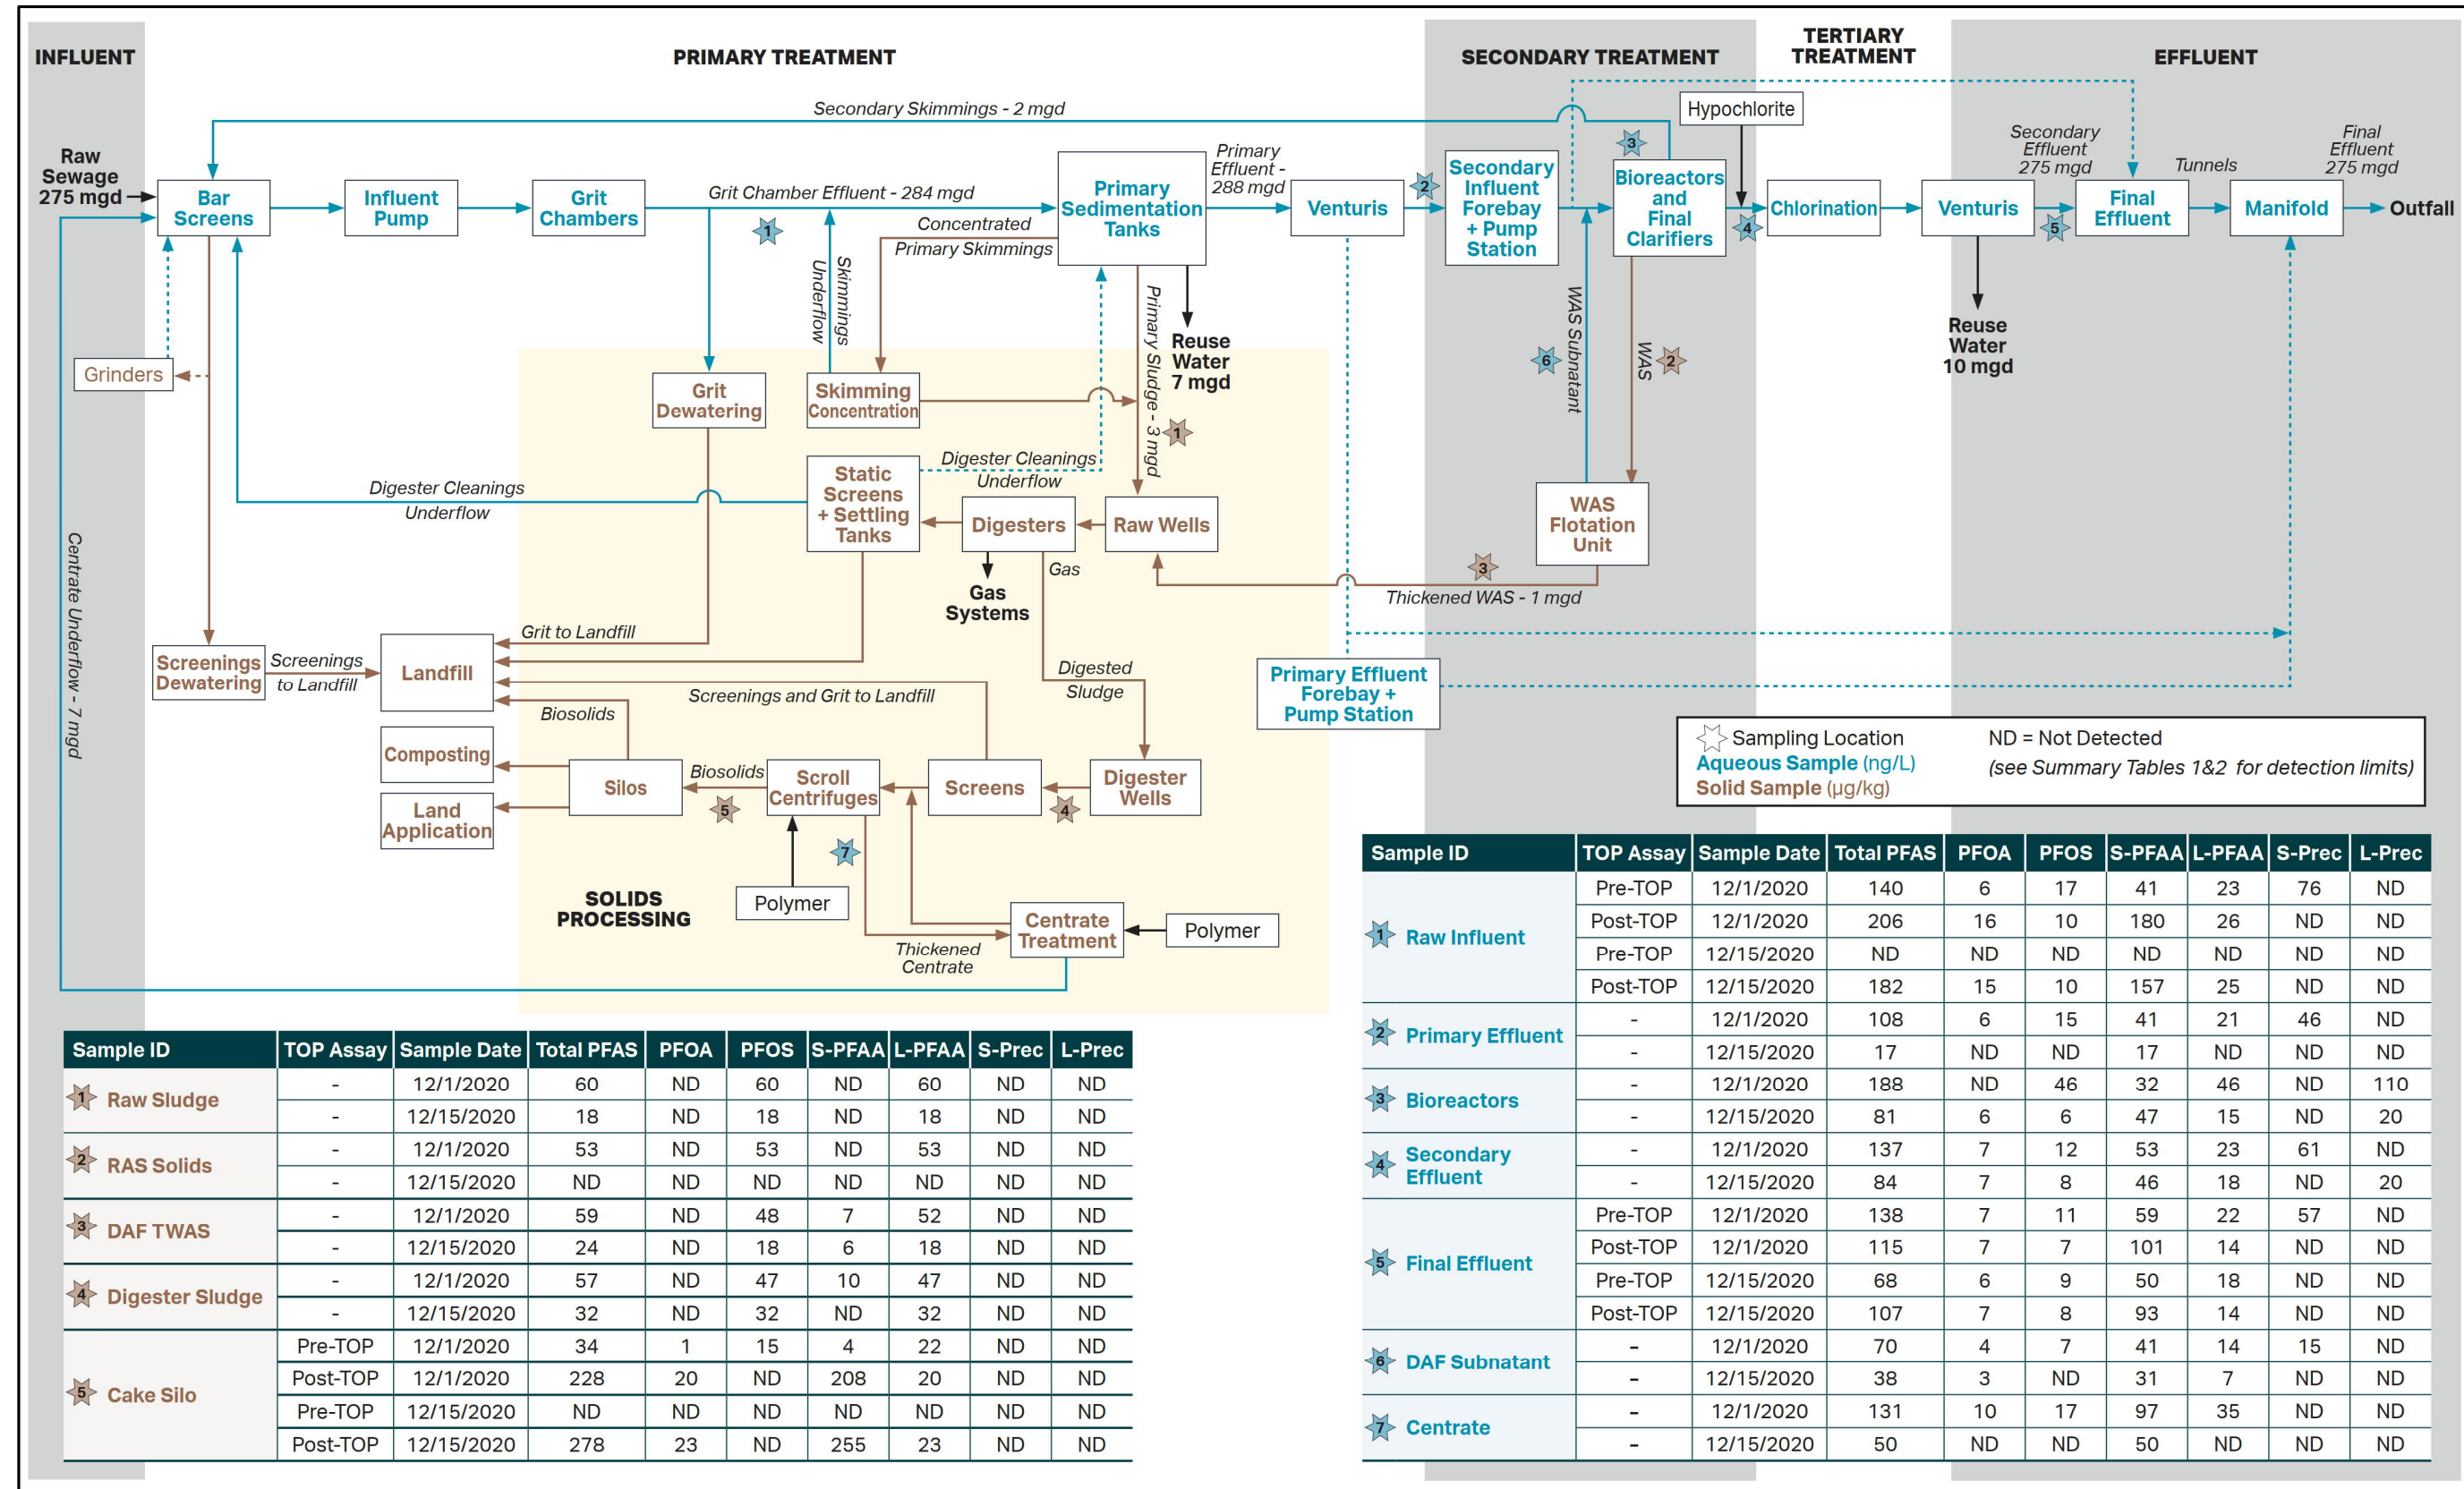 INFLUENT
PRIMARY TREATMENT
SECONDARY TREATMENT
TERTIARY
TREATMENT
EFFLUENT
Secondary Skimmings - 2 mgd
Hypochlorite
Raw
Sewage
275 mgd
Bar
Screens
Influent
Pump
Grit
Chambers
Grit Chamber Effluent - 284 mgd
Concentrated
Primary Skimmings
Primary
Sedimentation
Tanks
Primary
Effluent -
288 mgd
Venturis
2
Secondary
Influent
Forebay
+ Pump
Station
3
Bioreactors
and
Final
Clarifiers
4
Chlorination
Venturis
Secondary
Effluent
275 mgd
5
Final
Effluent
Tunnels
Manifold
Final
Effluent
275 mgd
Outfall
1
Skimmings
Underflow
Primary Sludge - 3 mgd
1
Reuse
Water
7 mgd
Reuse
Water
10 mgd
Grinders
Grit
Dewatering
Skimming
Concentration
6
WAS Subnatant
WAS
2
Digester Cleanings
Underflow
Static
Screens
+ Settling
Tanks
Digester Cleanings
Underflow
Digesters
Raw Wells
WAS
Flotation
Unit
Gas
Gas
Systems
3
Thickened WAS - 1 mgd
Centrate Underflow - 7 mgd
Grit to Landfill
Screenings
Dewatering
Screenings
to Landfill
Landfill
Screenings and Grit to Landfill
Digested
Sludge
Primary Effluent
Forebay +
Pump Station
Biosolids
Composting
Land
Application
Silos
Biosolids
5
Scroll
Centrifuges
Screens
4
Digester
Wells
7
Polymer
SOLIDS
PROCESSING
Thickened
Centrate
Centrate
Treatment
Polymer
Sampling Location
Aqueous Sample (ng/L)
Solid Sample (µg/kg)
ND = Not Detected
(see Summary Tables 1&2 for detection limits)
Sample ID TOP Assay Sample Date Total PFAS PFOA PFOS S-PFAA L-PFAA S-Prec L-Prec
1 Raw Influent
Pre-TOP 12/1/2020 140 6 17 41 23 76 ND
Post-TOP 12/1/2020 206 16 10 180 26 ND ND
Pre-TOP 12/15/2020 ND ND ND ND ND ND ND
Post-TOP 12/15/2020 182 15 10 157 25 ND ND
2 Primary Effluent
- 12/1/2020 108 6 15 41 21 46 ND
- 12/15/2020 17 ND ND 17 ND ND ND
3 Bioreactors
- 12/1/2020 188 ND 46 32 46 ND 110
- 12/15/2020 81 6 6 47 15 ND 20
4 Secondary
Effluent
- 12/1/2020 137 7 12 53 23 61 ND
- 12/15/2020 84 7 8 46 18 ND 20
5 Final Effluent
Pre-TOP 12/1/2020 138 7 11 59 22 57 ND
Post-TOP 12/1/2020 115 7 7 101 14 ND ND
Pre-TOP 12/15/2020 68 6 9 50 18 ND ND
Post-TOP 12/15/2020 107 7 8 93 14 ND ND
6 DAF Subnatant
- 12/1/2020 70 4 7 41 14 15 ND
- 12/15/2020 38 3 ND 31 7 ND ND
7 Centrate
- 12/1/2020 131 10 17 97 35 ND ND
- 12/15/2020 50 ND ND 50 ND ND ND
Sample ID TOP Assay Sample Date Total PFAS PFOA PFOS S-PFAA L-PFAA S-Prec L-Prec
1 Raw Sludge
- 12/1/2020 60 ND 60 ND 60 ND ND
- 12/15/2020 18 ND 18 ND 18 ND ND
2 RAS Solids
- 12/1/2020 53 ND 53 ND 53 ND ND
- 12/15/2020 ND ND ND ND ND ND ND
3 DAF TWAS
- 12/1/2020 59 ND 48 7 52 ND ND
- 12/15/2020 24 ND 18 6 18 ND ND
4 Digester Sludge
- 12/1/2020 57 ND 47 10 47 ND ND
- 12/15/2020 32 ND 32 ND 32 ND ND
5 Cake Silo
Pre-TOP 12/1/2020 34 1 15 4 22 ND ND
Post-TOP 12/1/2020 228 20 ND 208 20 ND ND
Pre-TOP 12/15/2020 ND ND ND ND ND ND ND
Post-TOP 12/15/2020 278 23 ND 255 23 ND ND